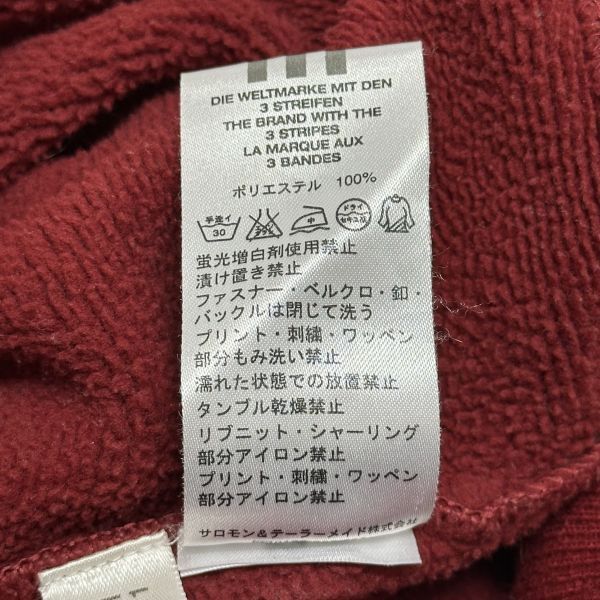 DIE WELTMARKE MIT DEN
3 STREIFEN
THE BRAND WITH THE
3 STRIPES
LA MARQUE AUX
3 BANDES
ポリエステル 100%
手洗イ 30 中 ドライ セキユ系
蛍光増白剤使用禁止
漬け置き禁止
ファスナー・ベルクロ・釦・
バックルは閉じて洗う
プリント・刺繍・ワッペン
部分もみ洗い禁止
濡れた状態での放置禁止
タンブル乾燥禁止
リブニット・シャーリング
部分アイロン禁止
プリント・刺繍・ワッペン
部分アイロン禁止
サロモン&テーラーメイド株式会社